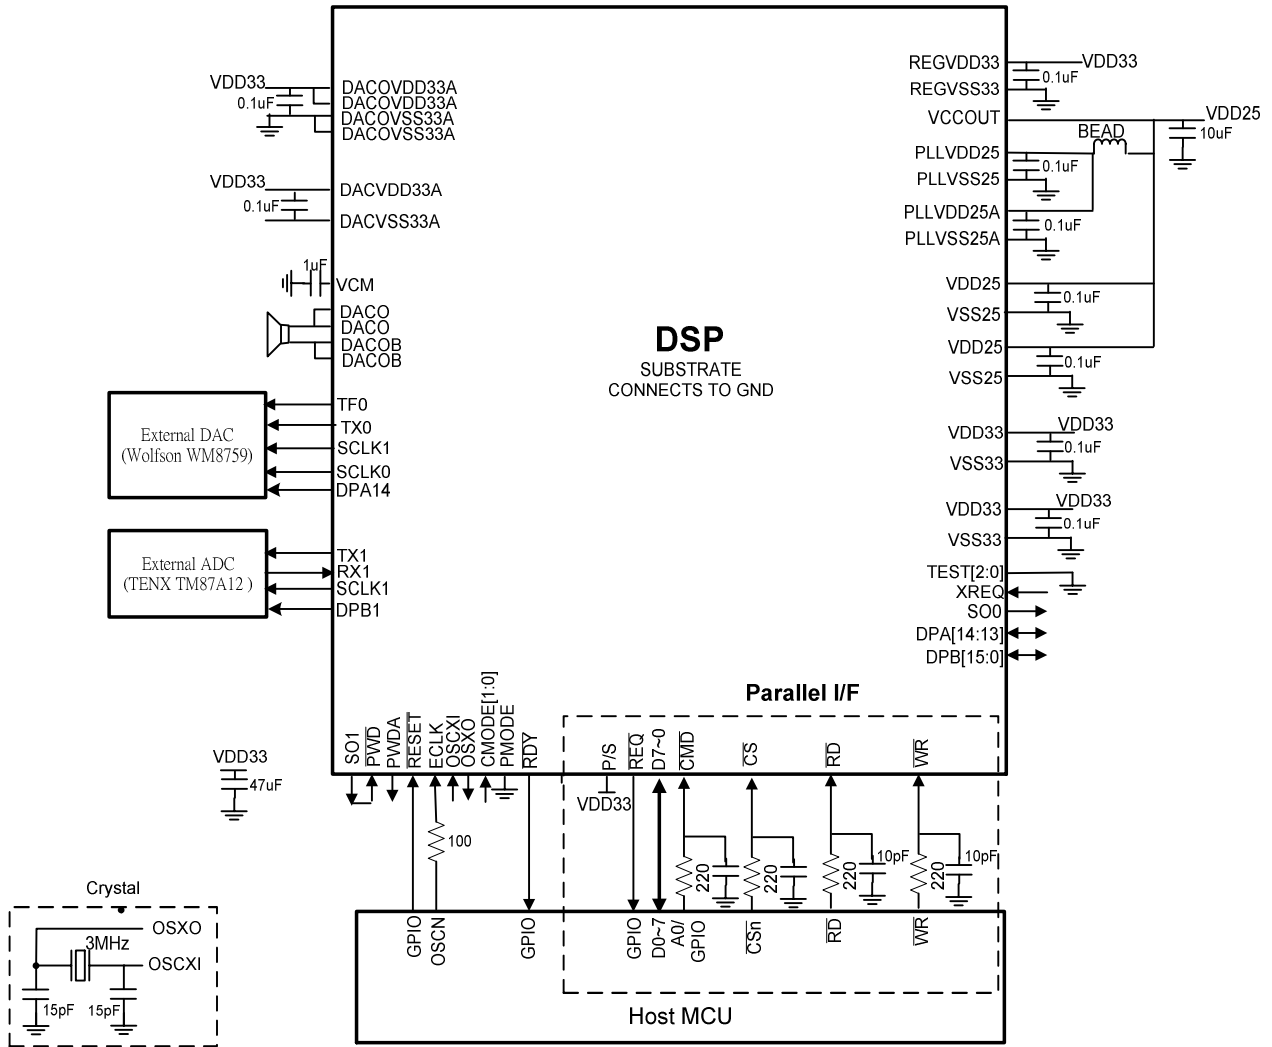 VDD33
0.1uF
DACOVDD33A
DACOVDD33A
DACOVSS33A
DACOVSS33A
VDD33
0.1uF
DACVDD33A
DACVSS33A
1uF
VCM
DACO
DACO
DACOB
DACOB
External DAC
(Wolfson WM8759)
TF0
TX0
SCLK1
SCLK0
DPA14
External ADC
(TENX TM87A12 )
TX1
RX1
SCLK1
DPB1
DSP
SUBSTRATE
CONNECTS TO GND
REGVDD33
VDD33
0.1uF
REGVSS33
VCCOUT
VDD25
10uF
BEAD
PLLVDD25
0.1uF
PLLVSS25
PLLVDD25A
0.1uF
PLLVSS25A
VDD25
0.1uF
VSS25
VDD25
0.1uF
VSS25
VDD33
VDD33
0.1uF
VSS33
VDD33
VDD33
0.1uF
VSS33
TEST[2:0]
XREQ
SO0
DPA[14:13]
DPB[15:0]
Parallel I/F
SO1
PWD
PWDA
RESET
ECLK
OSCXI
OSXO
CMODE[1:0]
PMODE
RDY
P/S
REQ
D7~0
CMD
CS
RD
WR
VDD33
47uF
VDD33
100
220
220
220
10pF
220
10pF
GPIO
OSCN
GPIO
GPIO
D0~7
A0/
GPIO
CSn
RD
WR
Host MCU
Crystal
OSXO
3MHz
OSCXI
15pF
15pF